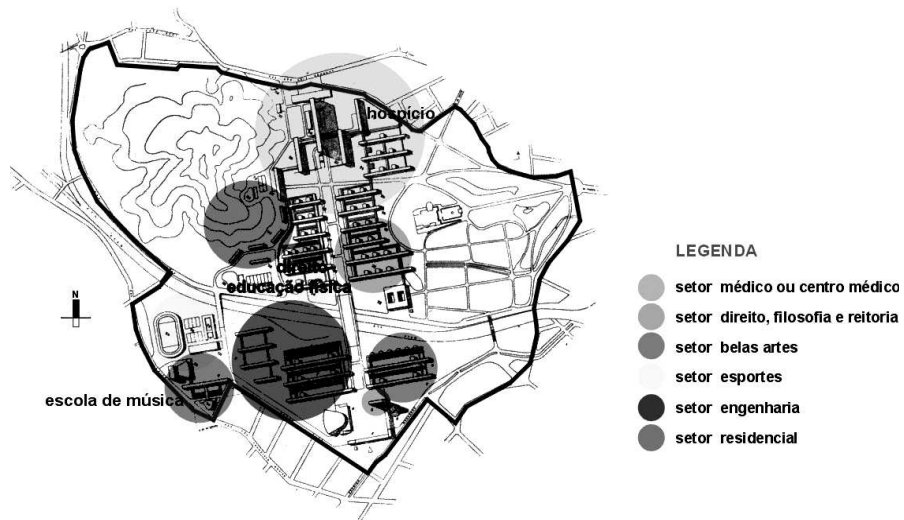 hospício
direito
educação física
escola de música
N
LEGENDA
setor médico ou centro médico
setor direito, filosofia e reitoria
setor belas artes
setor esportes
setor engenharia
setor residencial